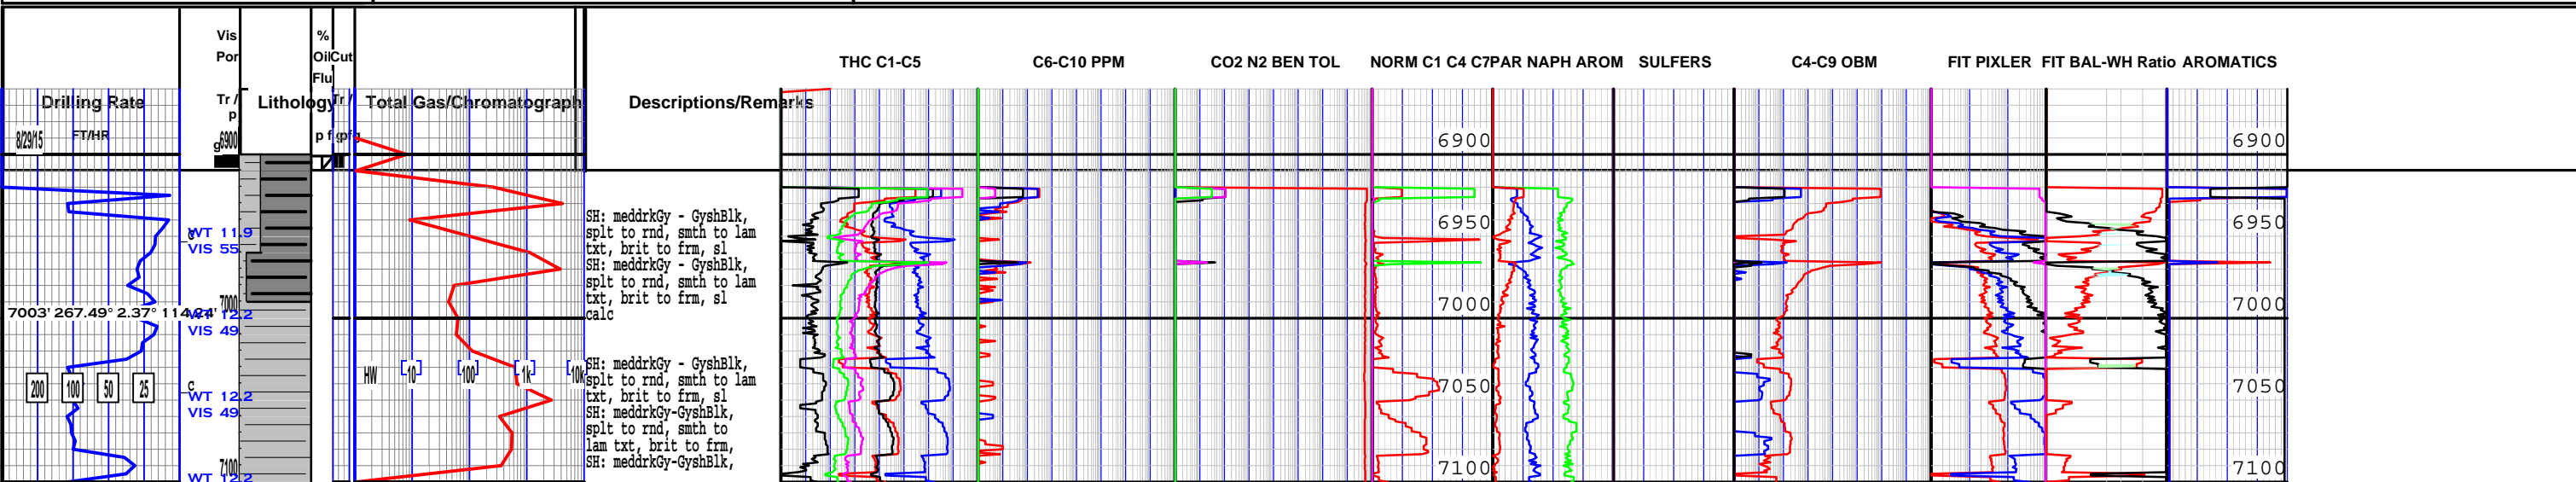 Vis
Por
%
Oil Cut
Flu
THC C1-C5
C6-C10 PPM
CO2 N2 BEN TOL
NORM C1 C4 C7
PAR NAPH AROM
SULFERS
C4-C9 OBM
FIT PIXLER
FIT BAL-WH Ratio
AROMATICS
Drilling Rate
Tr /
p
g
Lithology
Tr /
Total Gas/Chromatograph
Descriptions/Remarks
8/29/15
FT/HR
6900
p f g
6900
6900
SH: meddrkGy - GyshBlk,
splt to rnd, smth to lam
txt, brit to frm, sl
WT 11.9
VIS 55
C
6950
6950
SH: meddrkGy - GyshBlk,
splt to rnd, smth to lam
txt, brit to frm, sl
calc
7000
7000
7000
7003' 267.49° 2.37°
WT 12.2
VIS 49
SH: meddrkGy - GyshBlk,
splt to rnd, smth to lam
txt, brit to frm, sl
HW
10
100
1k
10k
200
100
50
25
C
WT 12.2
VIS 49
7050
7050
SH: meddrkGy-GyshBlk,
splt to rnd, smth to
lam txt, brit to frm,
SH: meddrkGy-GyshBlk,
7100
7100
7100
WT 12.2